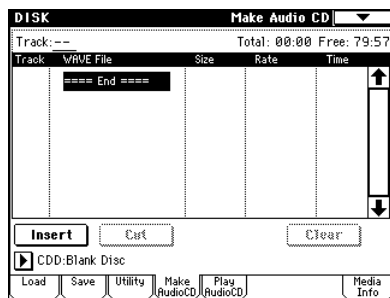 DISK Make Audio CD
Track:-- Total: 00:00 Free: 79:57
Track WAVE File Size Rate Time
==== End ====
Insert Cut Clear
CDD:Blank Disc
Load Save Utility Make AudioCD Play AudioCD Media Info